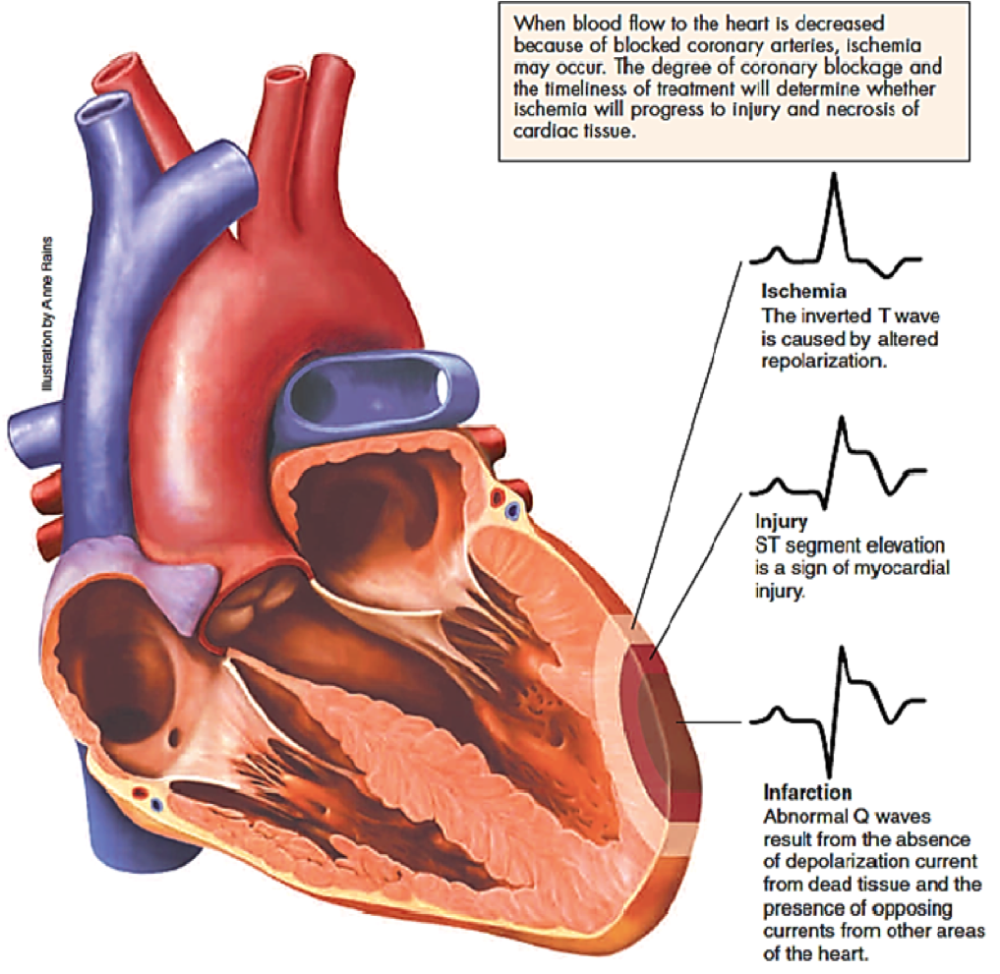 When blood flow to the heart is decreased
because of blocked coronary arteries, ischemia
may occur. The degree of coronary blockage and
the timeliness of treatment will determine whether
ischemia will progress to injury and necrosis of
cardiac tissue.
Illustration by Anne Rains
Ischemia
The inverted T wave
is caused by altered
repolarization.
Injury
ST segment elevation
is a sign of myocardial
injury.
Infarction
Abnormal Q waves
result from the absence
of depolarization current
from dead tissue and the
presence of opposing
currents from other areas
of the heart.